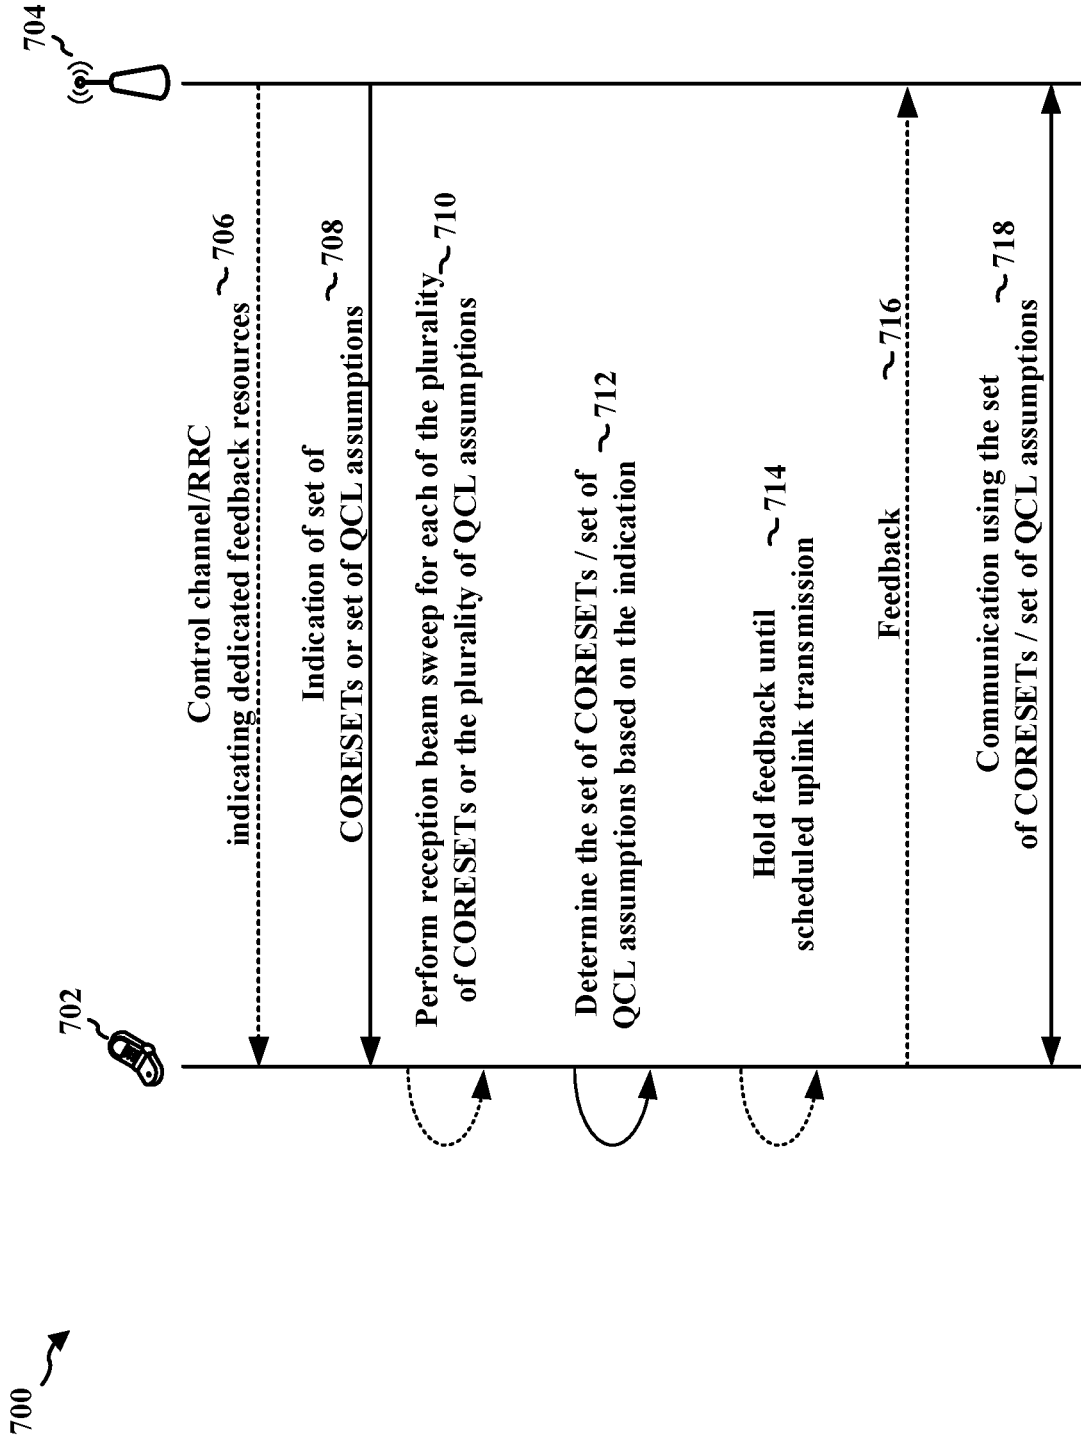 700
702
704
Control channel/RRC
indicating dedicated feedback resources
706
Indication of set of
CORESETs or set of QCL assumptions
708
Perform reception beam sweep for each of the plurality
of CORESETs or the plurality of QCL assumptions
710
Determine the set of CORESETs / set of
QCL assumptions based on the indication
712
Hold feedback until
scheduled uplink transmission
714
Feedback
716
Communication using the set
of CORESETs / set of QCL assumptions
718